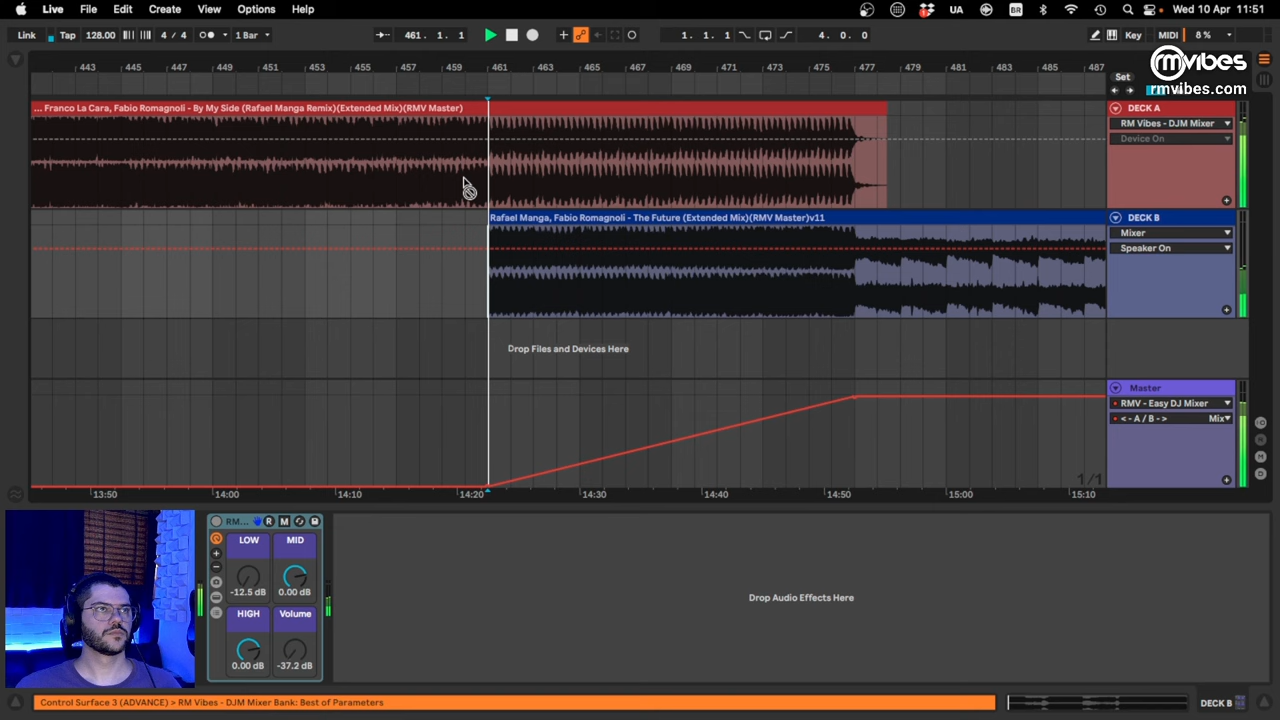 Live File Edit Create View Options Help
UA BR Wed 10 Apr 11:51
Link Tap 128.00 4 / 4 1 Bar 461. 1. 1 1. 1. 1 4. 0. 0 Key MIDI 8 %
443 445 447 449 451 453 455 457 459 461 463 465 467 469 471 473 475 477 479 481 483 485 487
Set
rmvibes
rmvibes.com
... Franco La Cara, Fabio Romagnoli - By My Side (Rafael Manga Remix)(Extended Mix)(RMV Master)
DECK A
RM Vibes - DJM Mixer
Device On
Rafael Manga, Fabio Romagnoli - The Future (Extended Mix)(RMV Master)v11
DECK B
Mixer
Speaker On
Drop Files and Devices Here
Master
RMV - Easy DJ Mixer
<- A / B -> Mix
1/1
13:50 14:00 14:10 14:20 14:30 14:40 14:50 15:00 15:10
RM... R M
LOW MID
-12.5 dB 0.00 dB
HIGH Volume
0.00 dB -37.2 dB
Drop Audio Effects Here
Control Surface 3 (ADVANCE) > RM Vibes - DJM Mixer Bank: Best of Parameters
DECK B